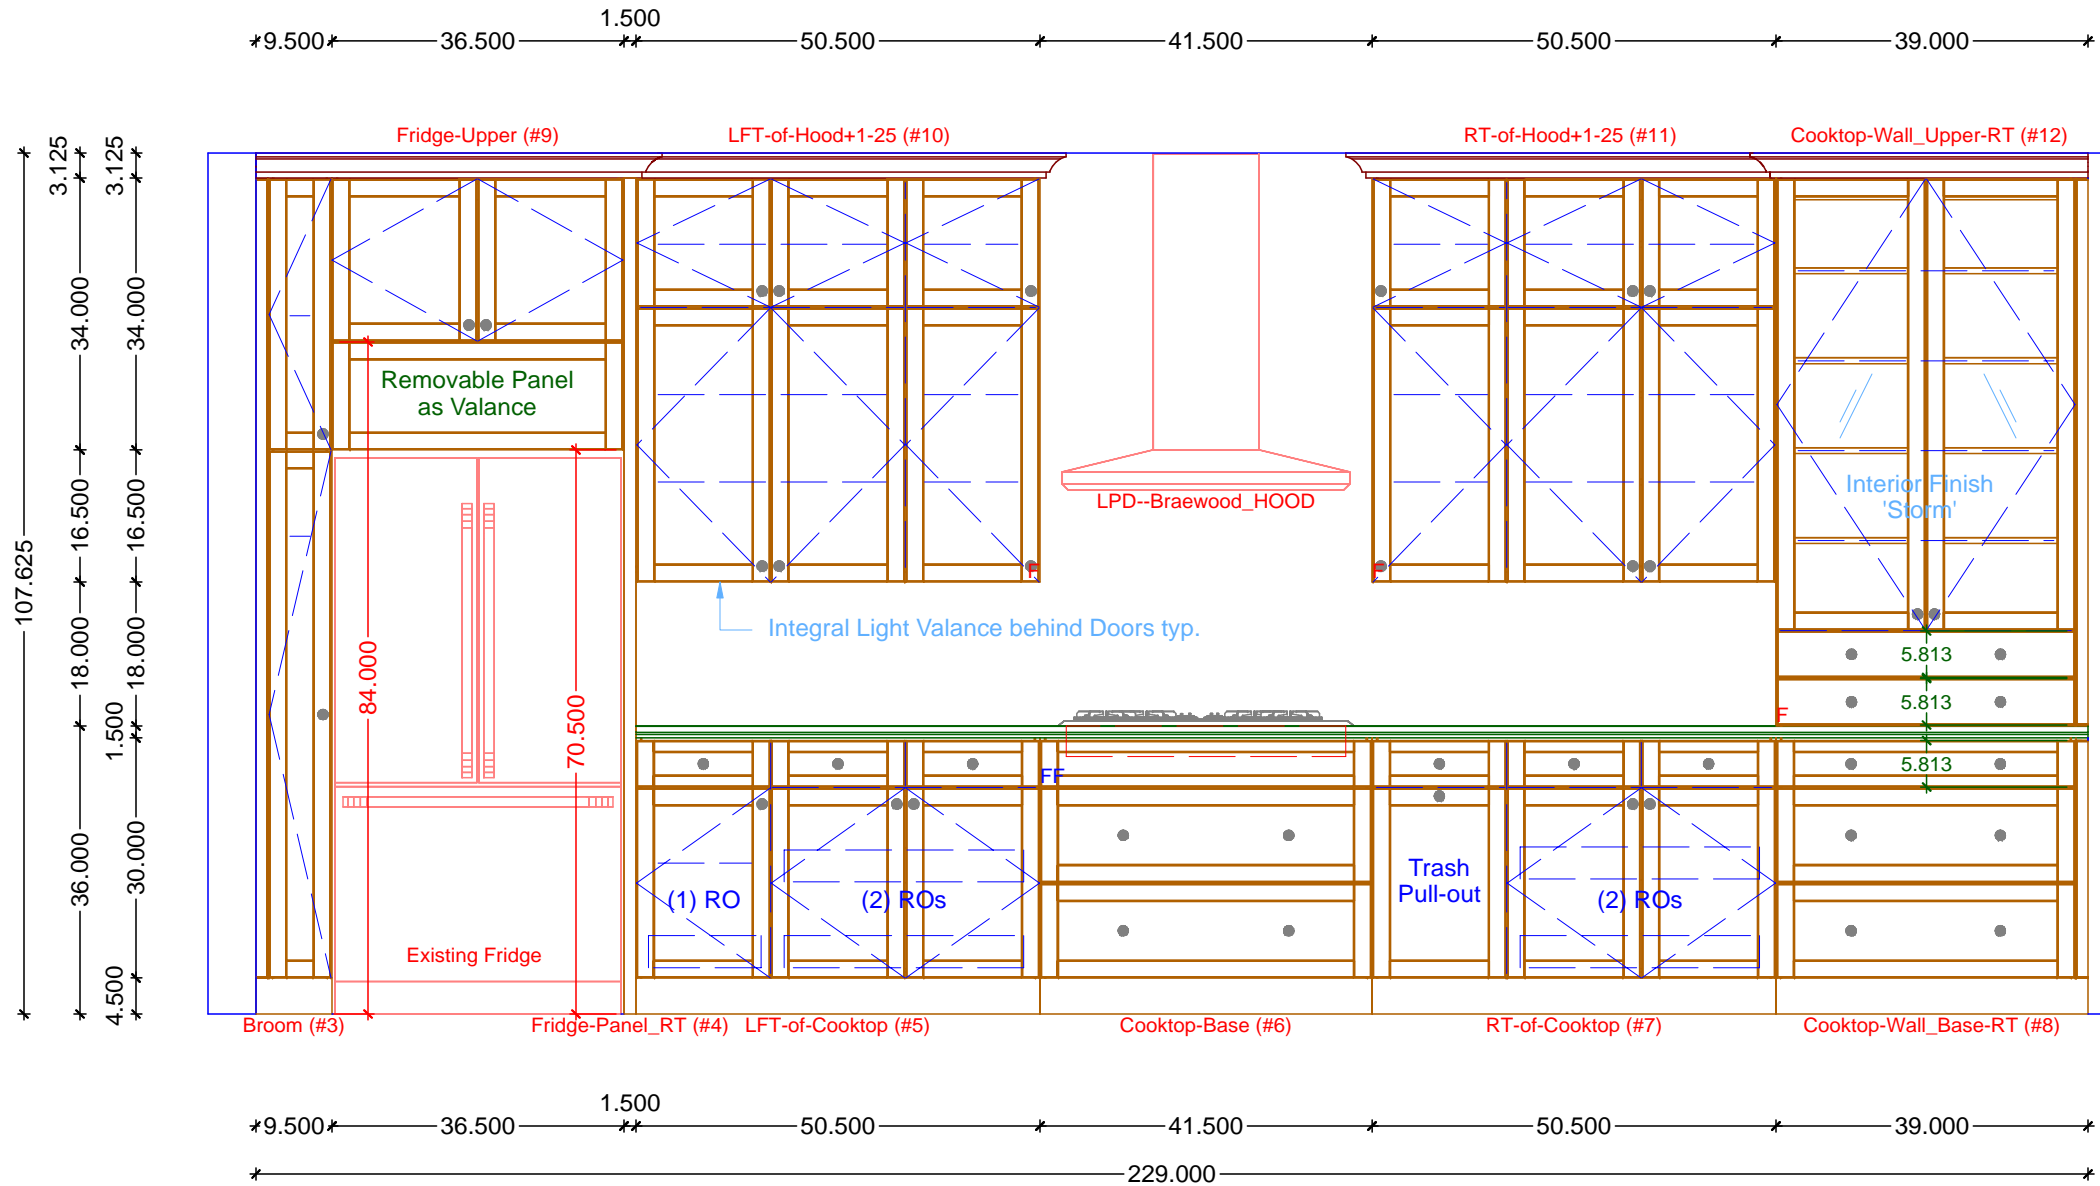 1.500
9.500 36.500 50.500 41.500 50.500 39.000
Fridge-Upper (#9) LFT-of-Hood+1-25 (#10) RT-of-Hood+1-25 (#11) Cooktop-Wall_Upper-RT (#12)
3.125 3.125
34.000 34.000
16.500 16.500
107.625
18.000 18.000
1.500
36.000 30.000
4.500
Removable Panel
as Valance
84.000
70.500
LPD--Braewood_HOOD
Interior Finish
'Storm'
F F
Integral Light Valance behind Doors typ.
5.813
5.813
F
5.813
FF
(1) RO (2) ROs
Trash
Pull-out
(2) ROs
Existing Fridge
Broom (#3) Fridge-Panel_RT (#4) LFT-of-Cooktop (#5) Cooktop-Base (#6) RT-of-Cooktop (#7) Cooktop-Wall_Base-RT (#8)
1.500
9.500 36.500 50.500 41.500 50.500 39.000
229.000